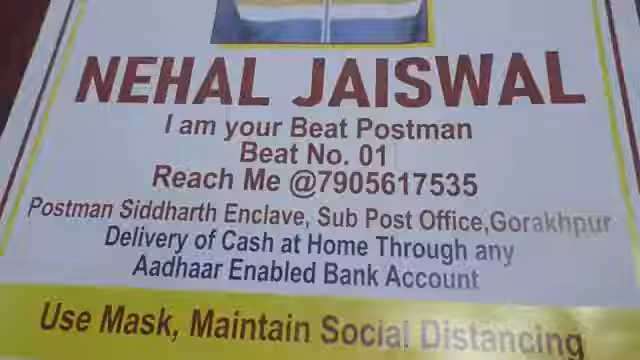 NEHAL JAISWAL
I am your Beat Postman
Beat No. 01
Reach Me @7905617535
Postman Siddharth Enclave, Sub Post Office,Gorakhpur
Delivery of Cash at Home Through any
Aadhaar Enabled Bank Account
Use Mask, Maintain Social Distancing